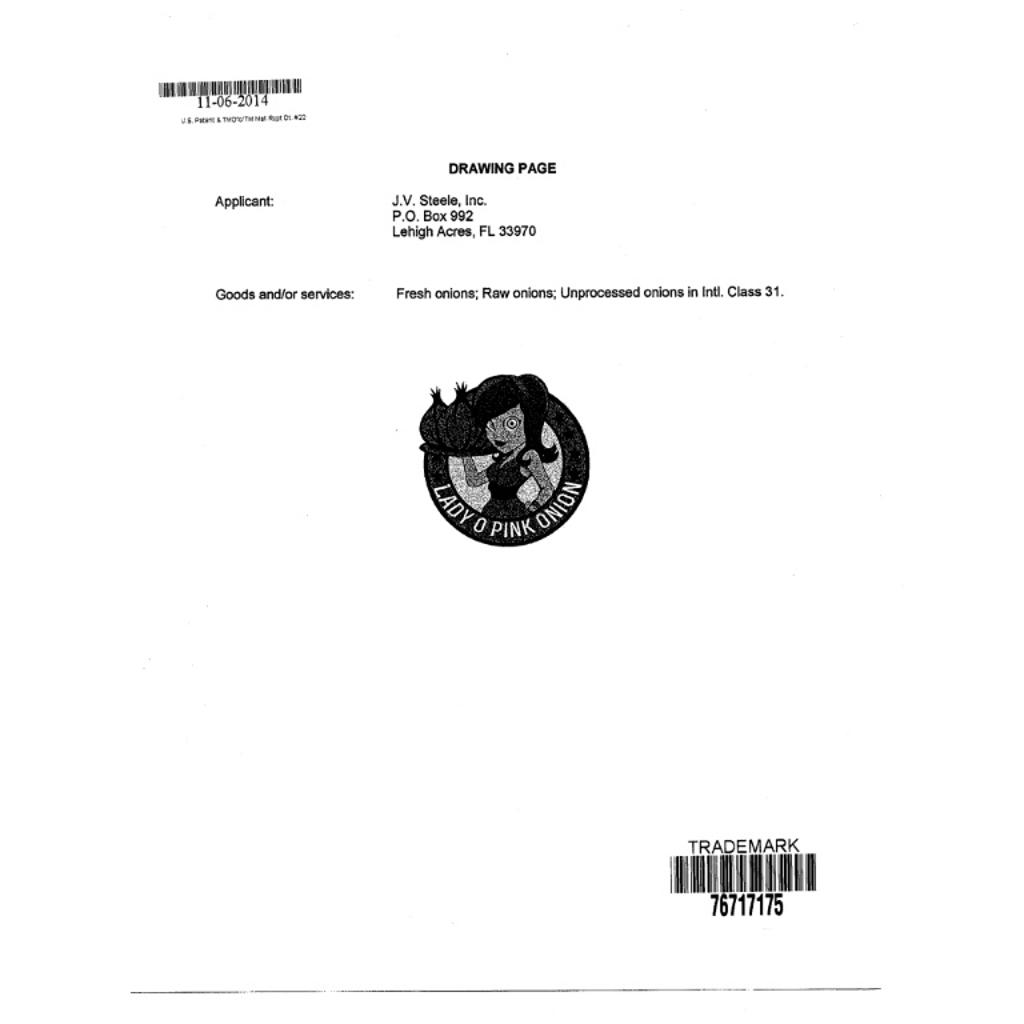 11-06-2014
U.S. Patent & TMOfc/TM Mail Rcpt Dt. #22
DRAWING PAGE
Applicant: J.V. Steele, Inc.
P.O. Box 992
Lehigh Acres, FL 33970
Goods and/or services: Fresh onions; Raw onions; Unprocessed onions in Intl. Class 31.
LADY O PINK ONION
TRADEMARK
76717175